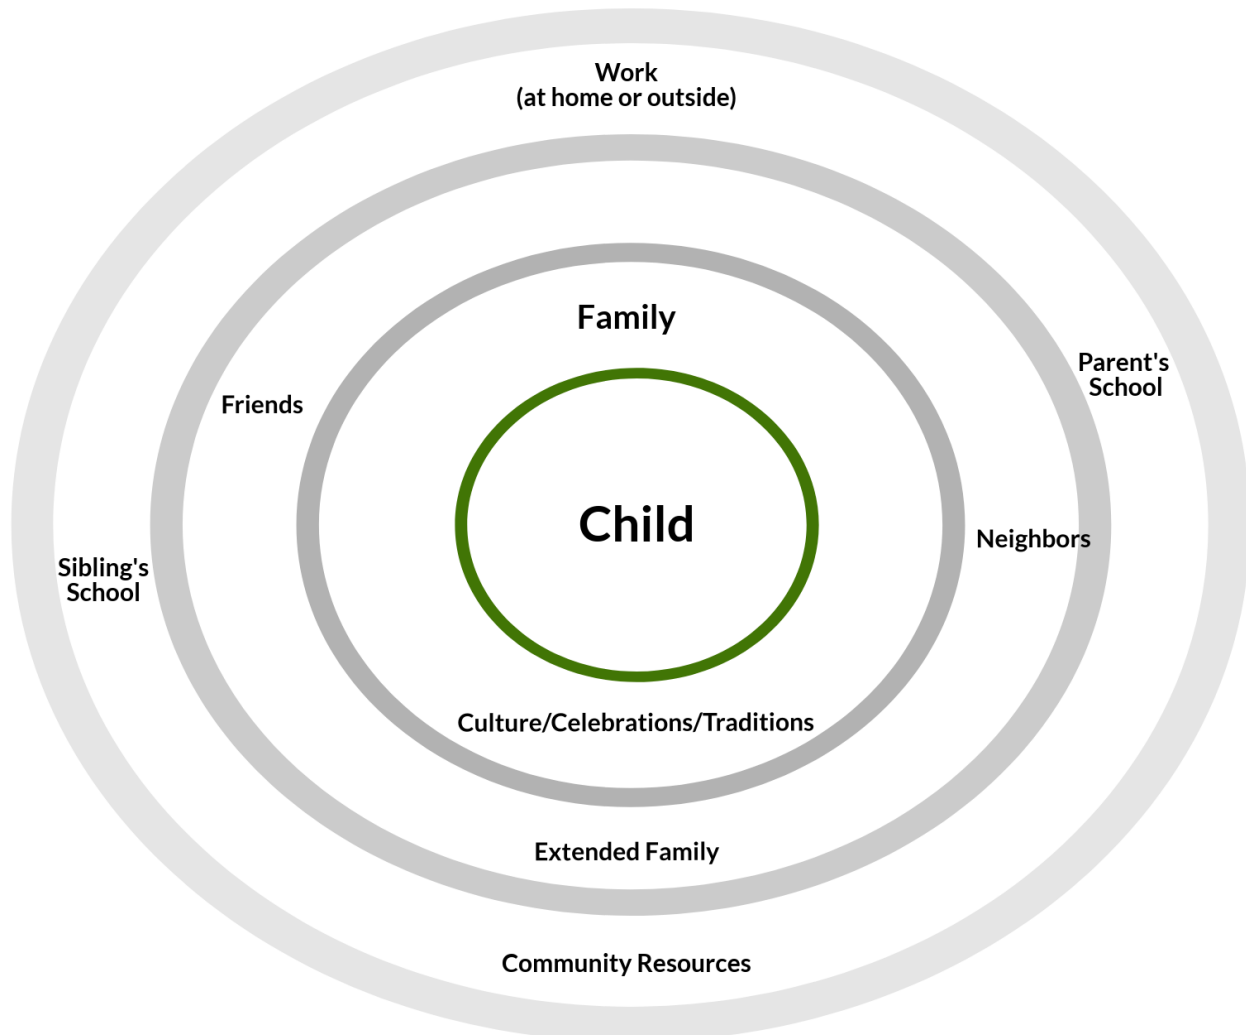 Work
(at home or outside)
Family
Parent's
School
Friends
Child
Neighbors
Sibling's
School
Culture/Celebrations/Traditions
Extended Family
Community Resources